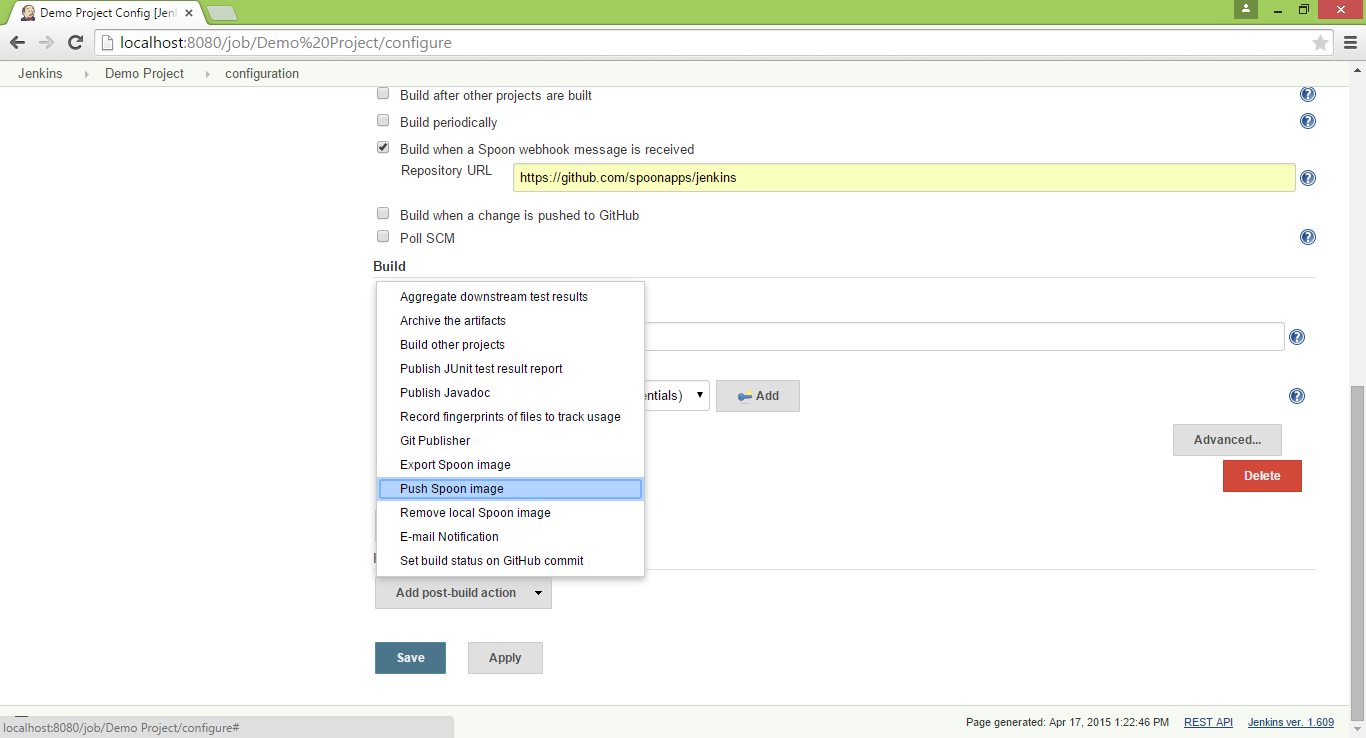 Demo Project Config [Jenk
localhost:8080/job/Demo%20Project/configure
Jenkins Demo Project configuration
Build after other projects are built
Build periodically
Build when a Spoon webhook message is received
Repository URL https://github.com/spoonapps/jenkins
Build when a change is pushed to GitHub
Poll SCM
Build
Aggregate downstream test results
Archive the artifacts
Build other projects
Publish JUnit test result report
Publish Javadoc
entials) Add
Record fingerprints of files to track usage
Git Publisher
Advanced...
Export Spoon image
Delete
Push Spoon image
Remove local Spoon image
E-mail Notification
Set build status on GitHub commit
Add post-build action
Save Apply
Page generated: Apr 17, 2015 1:22:46 PM REST API Jenkins ver. 1.609
localhost:8080/job/Demo Project/configure#